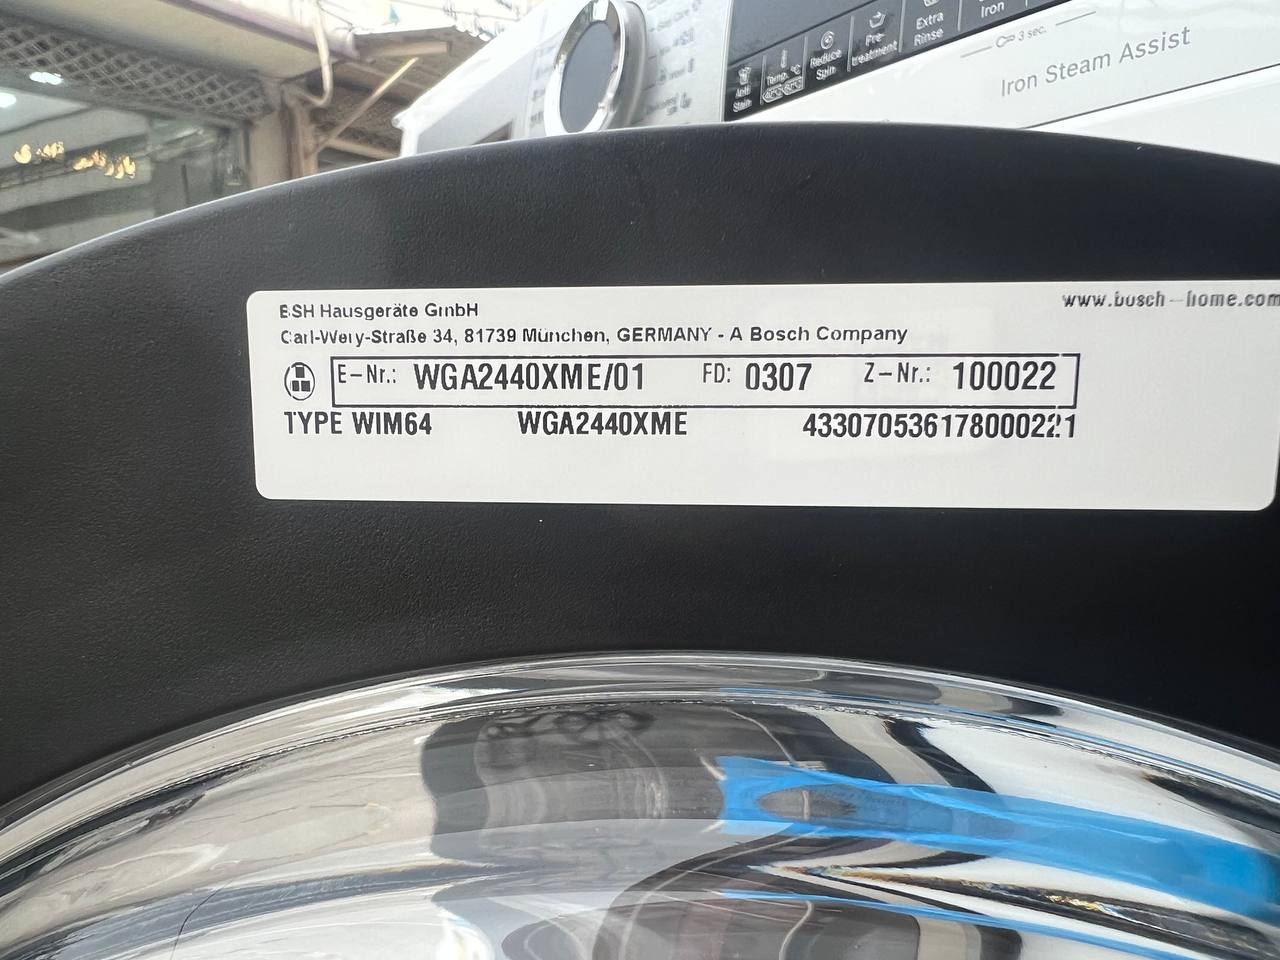 Extra Rinse
Iron
Pre-treatment
Reduce Spin
Temp. °C
Anti Stain
3 sec.
Iron Steam Assist
BSH Hausgeräte GmbH
www.bosch-home.com
Carl-Wery-Straße 34, 81739 München, GERMANY - A Bosch Company
E-Nr.: WGA2440XME/01 FD: 0307 Z-Nr.: 100022
TYPE WIM64 WGA2440XME 433070536178000221